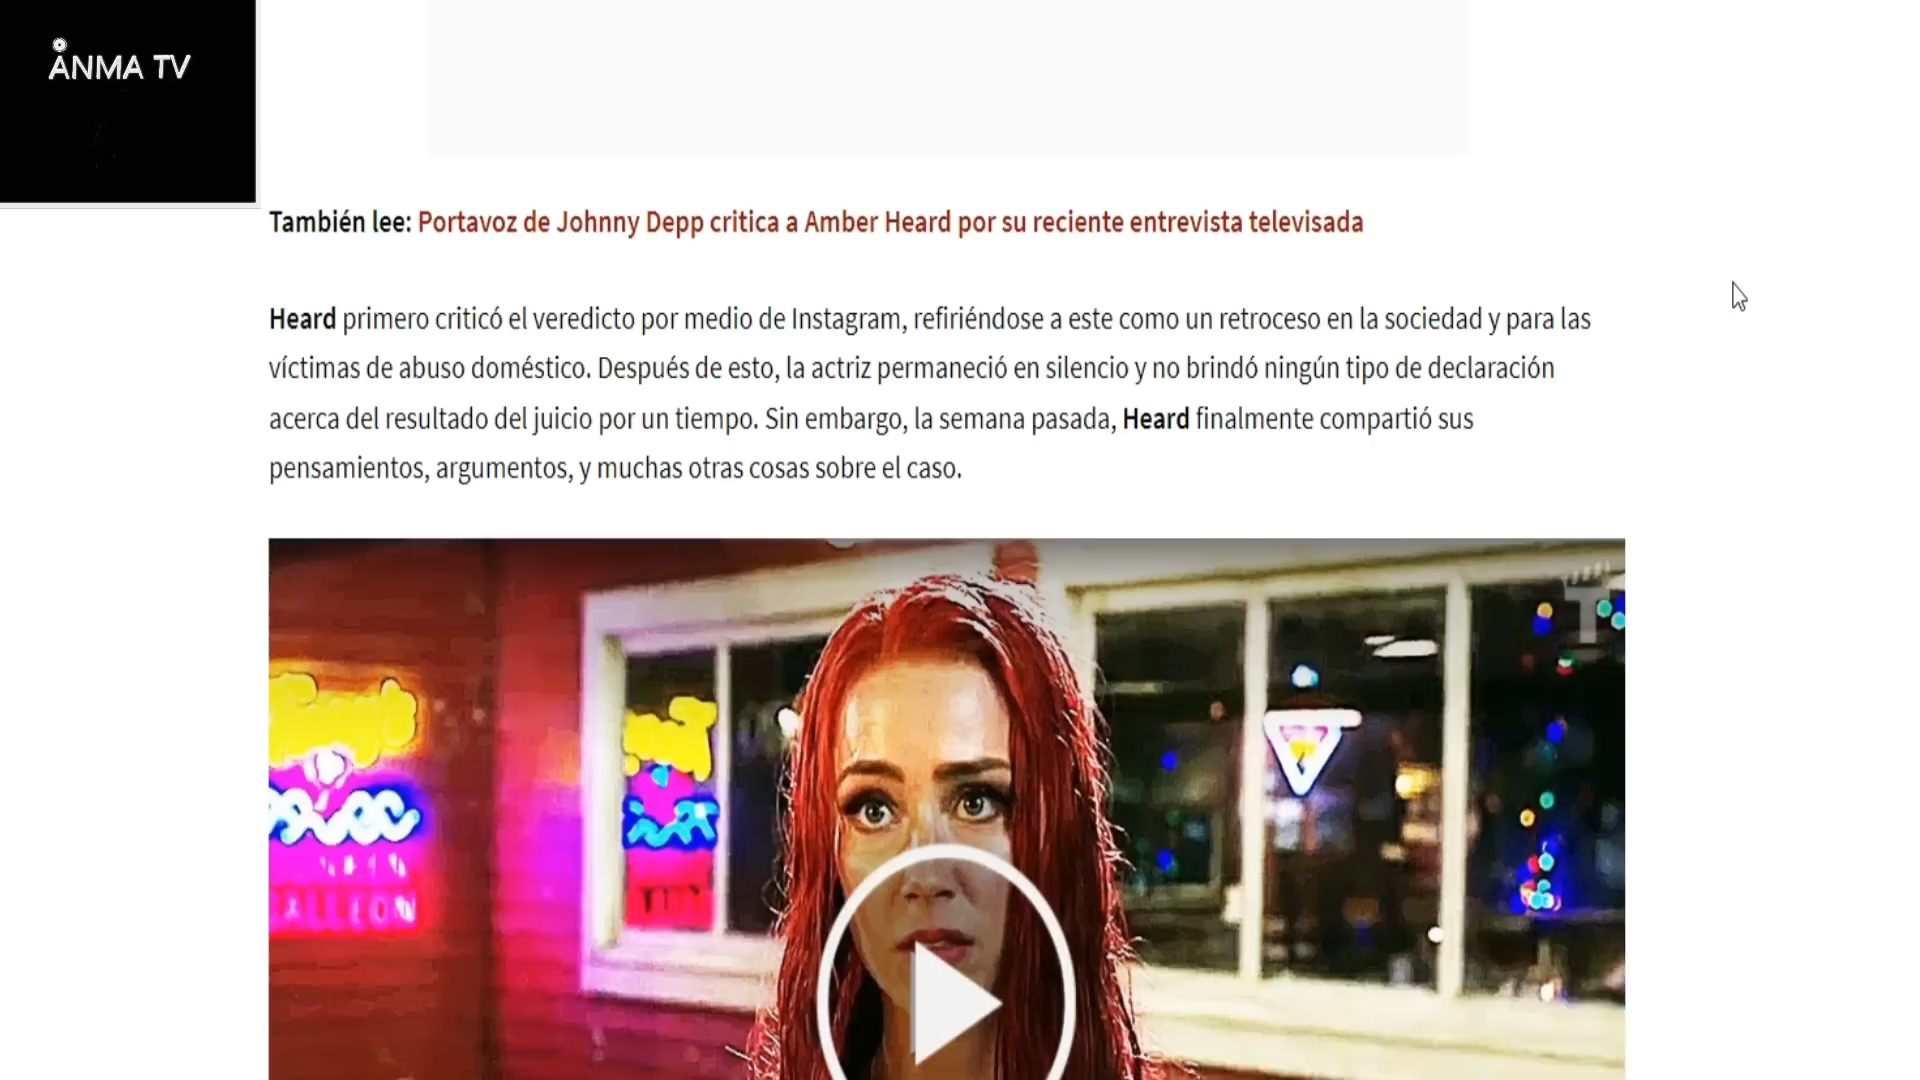 ÅNMA TV
También lee: Portavoz de Johnny Depp critica a Amber Heard por su reciente entrevista televisada
Heard primero criticó el veredicto por medio de Instagram, refiriéndose a este como un retroceso en la sociedad y para las
víctimas de abuso doméstico. Después de esto, la actriz permaneció en silencio y no brindó ningún tipo de declaración
acerca del resultado del juicio por un tiempo. Sin embargo, la semana pasada, Heard finalmente compartió sus
pensamientos, argumentos, y muchas otras cosas sobre el caso.